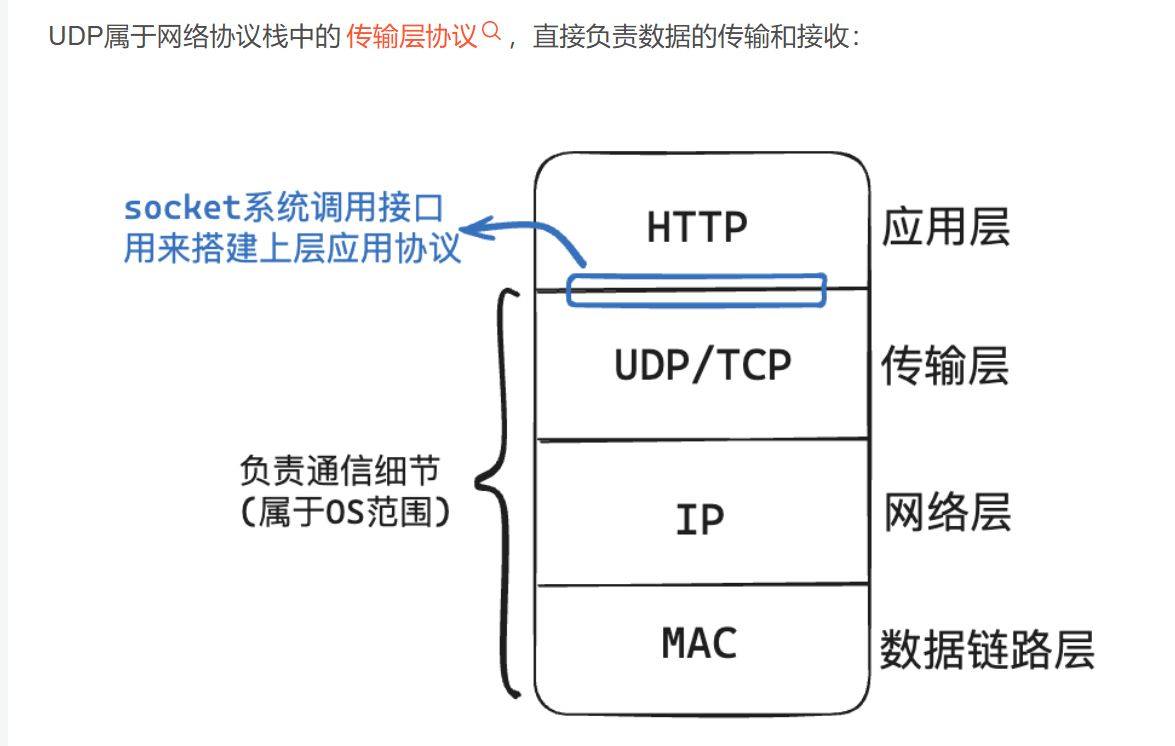 UDP属于网络协议栈中的 传输层协议 ，直接负责数据的传输和接收：
socket系统调用接口
用来搭建上层应用协议
HTTP
应用层
UDP/TCP
传输层
负责通信细节
(属于OS范围)
IP
网络层
MAC
数据链路层